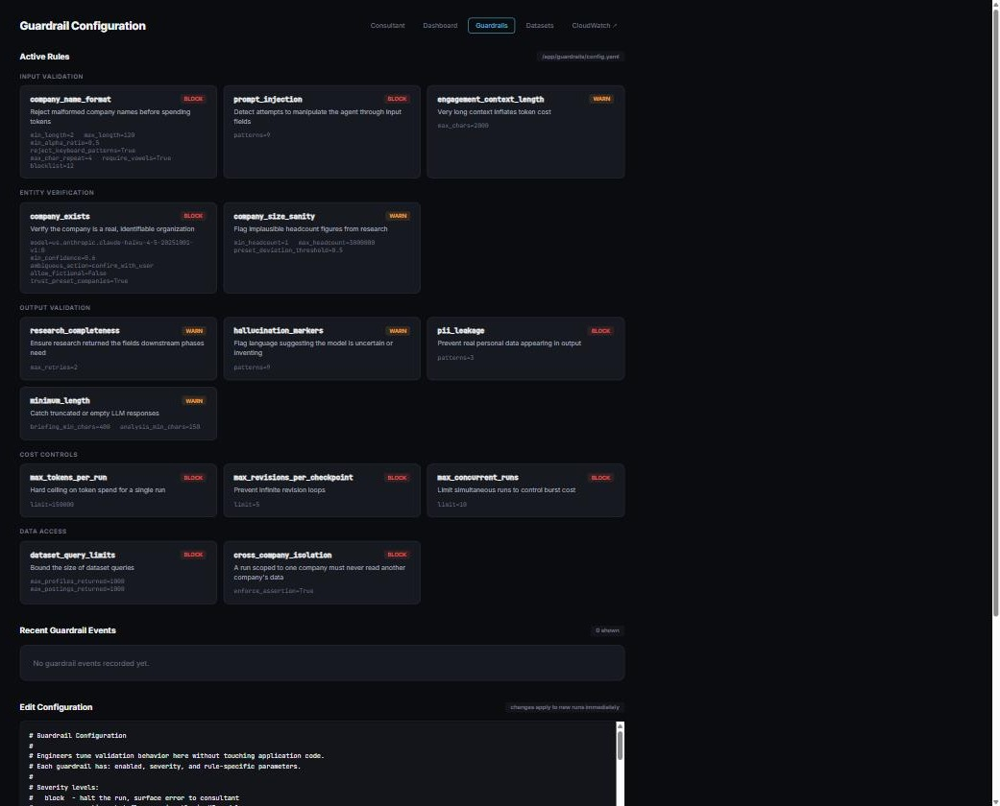 Guardrail Configuration
Consultant Dashboard Guardrails Datasets CloudWatch ↗
Active Rules
/app/guardrails/config.yaml
INPUT VALIDATION
company_name_format BLOCK
Reject malformed company names before spending
tokens
min_length=2 max_length=120
min_alpha_ratio=0.5
reject_keyboard_patterns=True
max_char_repeat=4 require_vowels=True
blocklist=12
prompt_injection BLOCK
Detect attempts to manipulate the agent through input
fields
patterns=9
engagement_context_length WARN
Very long context inflates token cost
max_chars=2000
ENTITY VERIFICATION
company_exists BLOCK
Verify the company is a real, identifiable organization
model=us.anthropic.claude-haiku-4-5-20251001-
v1:0
min_confidence=0.6
ambiguous_action=confirm_with_user
allow_fictional=False
trust_preset_companies=True
company_size_sanity WARN
Flag implausible headcount figures from research
min_headcount=1 max_headcount=3000000
preset_deviation_threshold=0.5
OUTPUT VALIDATION
research_completeness WARN
Ensure research returned the fields downstream phases
need
max_retries=2
hallucination_markers WARN
Flag language suggesting the model is uncertain or
inventing
patterns=9
pii_leakage BLOCK
Prevent real personal data appearing in output
patterns=3
minimum_length WARN
Catch truncated or empty LLM responses
briefing_min_chars=400 analysis_min_chars=150
COST CONTROLS
max_tokens_per_run BLOCK
Hard ceiling on token spend for a single run
limit=150000
max_revisions_per_checkpoint BLOCK
Prevent infinite revision loops
limit=5
max_concurrent_runs BLOCK
Limit simultaneous runs to control burst cost
limit=10
DATA ACCESS
dataset_query_limits BLOCK
Bound the size of dataset queries
max_profiles_returned=1000
max_postings_returned=1000
cross_company_isolation BLOCK
A run scoped to one company must never read another
company's data
enforce_assertion=True
Recent Guardrail Events
0 shown
No guardrail events recorded yet.
Edit Configuration
changes apply to new runs immediately
# Guardrail Configuration
#
# Engineers tune validation behavior here without touching application code.
# Each guardrail has: enabled, severity, and rule-specific parameters.
#
# Severity levels:
# block - halt the run, surface error to consultant